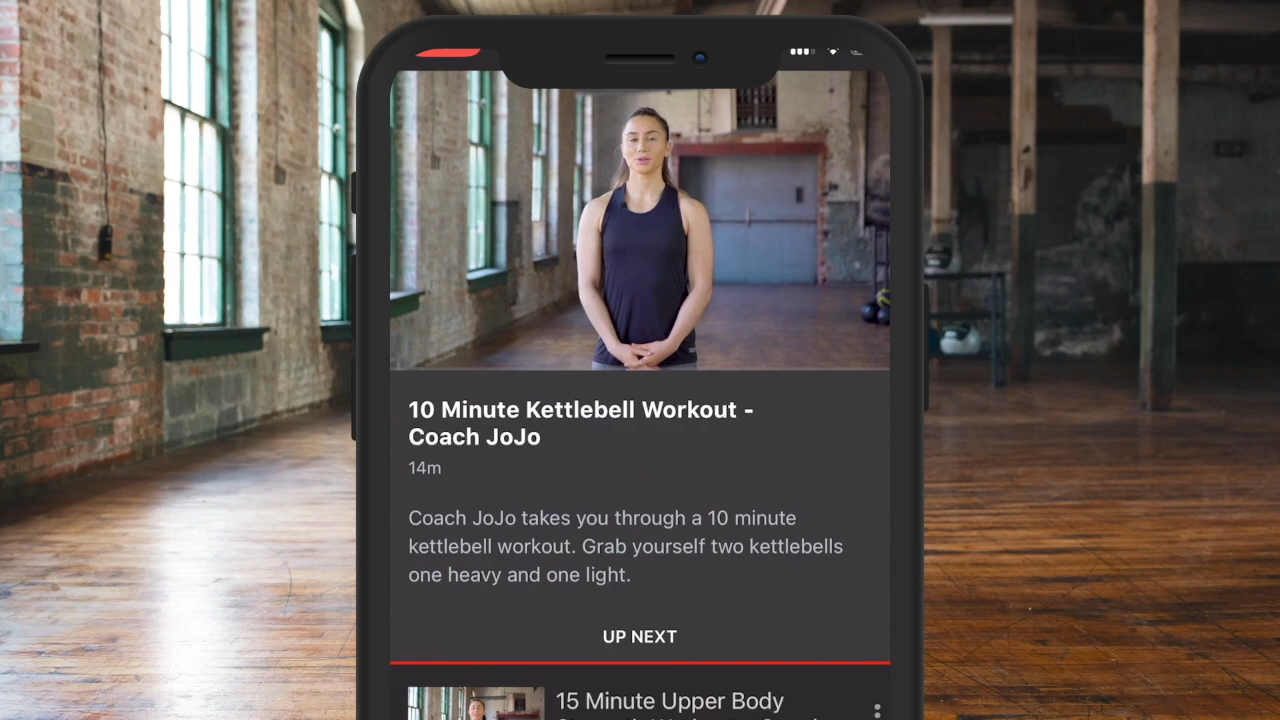 10 Minute Kettlebell Workout -
Coach JoJo
14m
Coach JoJo takes you through a 10 minute
kettlebell workout. Grab yourself two kettlebells
one heavy and one light.
UP NEXT
15 Minute Upper Body